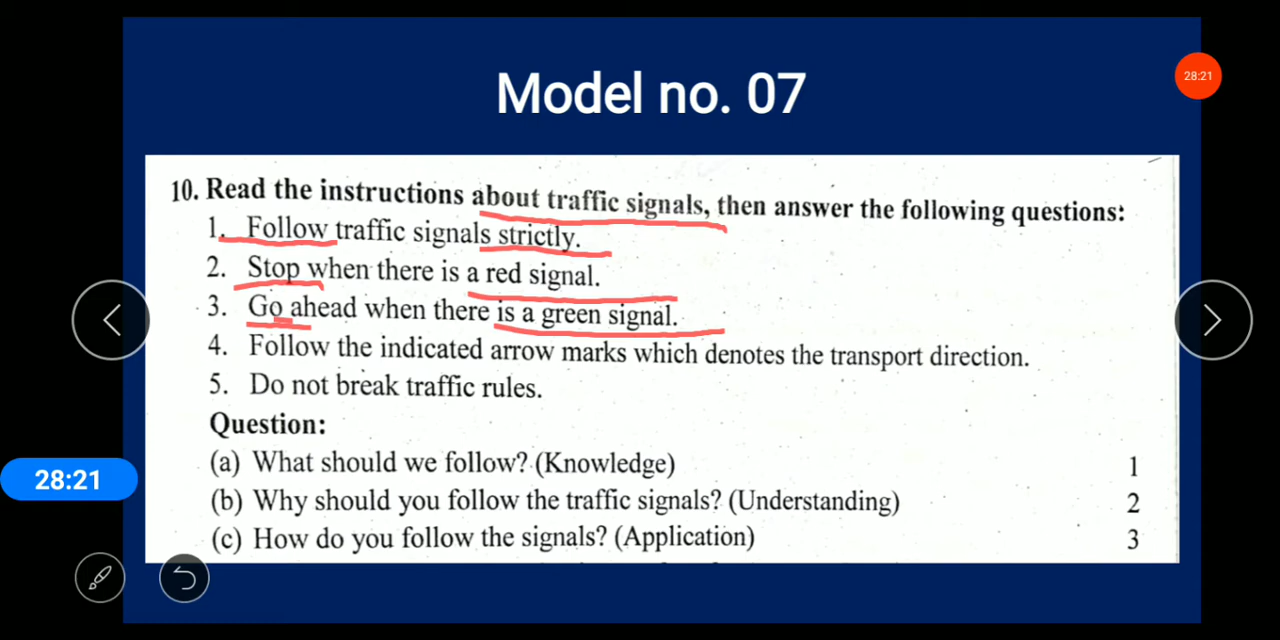 Model no. 07
28:21
10. Read the instructions about traffic signals, then answer the following questions:
1. Follow traffic signals strictly.
2. Stop when there is a red signal.
3. Go ahead when there is a green signal.
4. Follow the indicated arrow marks which denotes the transport direction.
5. Do not break traffic rules.
Question:
(a) What should we follow? (Knowledge) 1
28:21
(b) Why should you follow the traffic signals? (Understanding) 2
(c) How do you follow the signals? (Application) 3